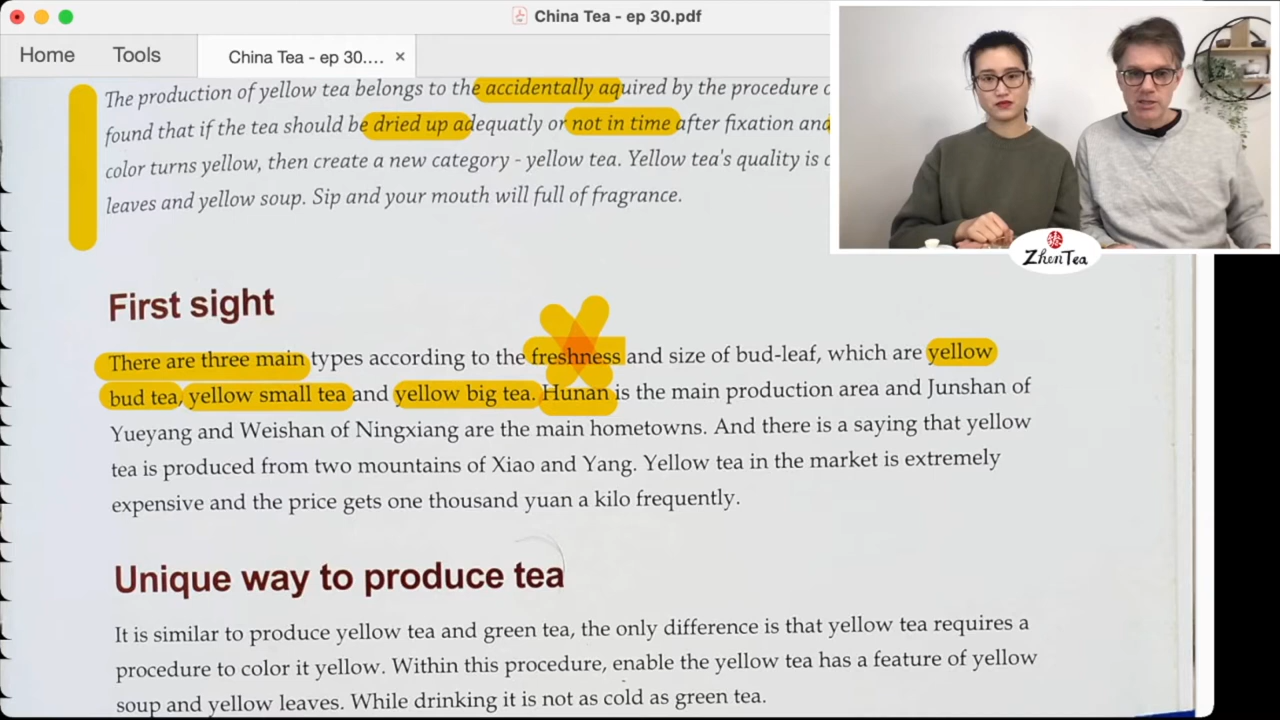 China Tea - ep 30.pdf
Home Tools China Tea - ep 30.... ×
The production of yellow tea belongs to the accidentally aquired by the procedure
found that if the tea should be dried up adequatly or not in time after fixation and
color turns yellow, then create a new category - yellow tea. Yellow tea's quality is
leaves and yellow soup. Sip and your mouth will full of fragrance.
ZhenTea
First sight
There are three main types according to the freshness and size of bud-leaf, which are yellow
bud tea, yellow small tea and yellow big tea. Hunan is the main production area and Junshan of
Yueyang and Weishan of Ningxiang are the main hometowns. And there is a saying that yellow
tea is produced from two mountains of Xiao and Yang. Yellow tea in the market is extremely
expensive and the price gets one thousand yuan a kilo frequently.
Unique way to produce tea
It is similar to produce yellow tea and green tea, the only difference is that yellow tea requires a
procedure to color it yellow. Within this procedure, enable the yellow tea has a feature of yellow
soup and yellow leaves. While drinking it is not as cold as green tea.